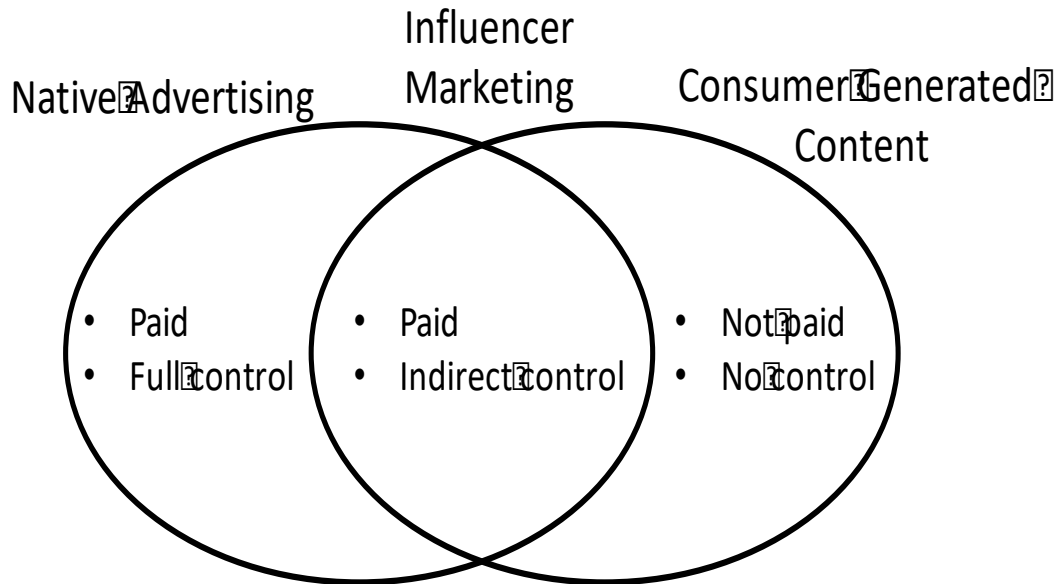 Influencer
Marketing
Native Advertising
Consumer Generated
Content
• Paid
• Full control
• Paid
• Indirect control
• Not paid
• No control